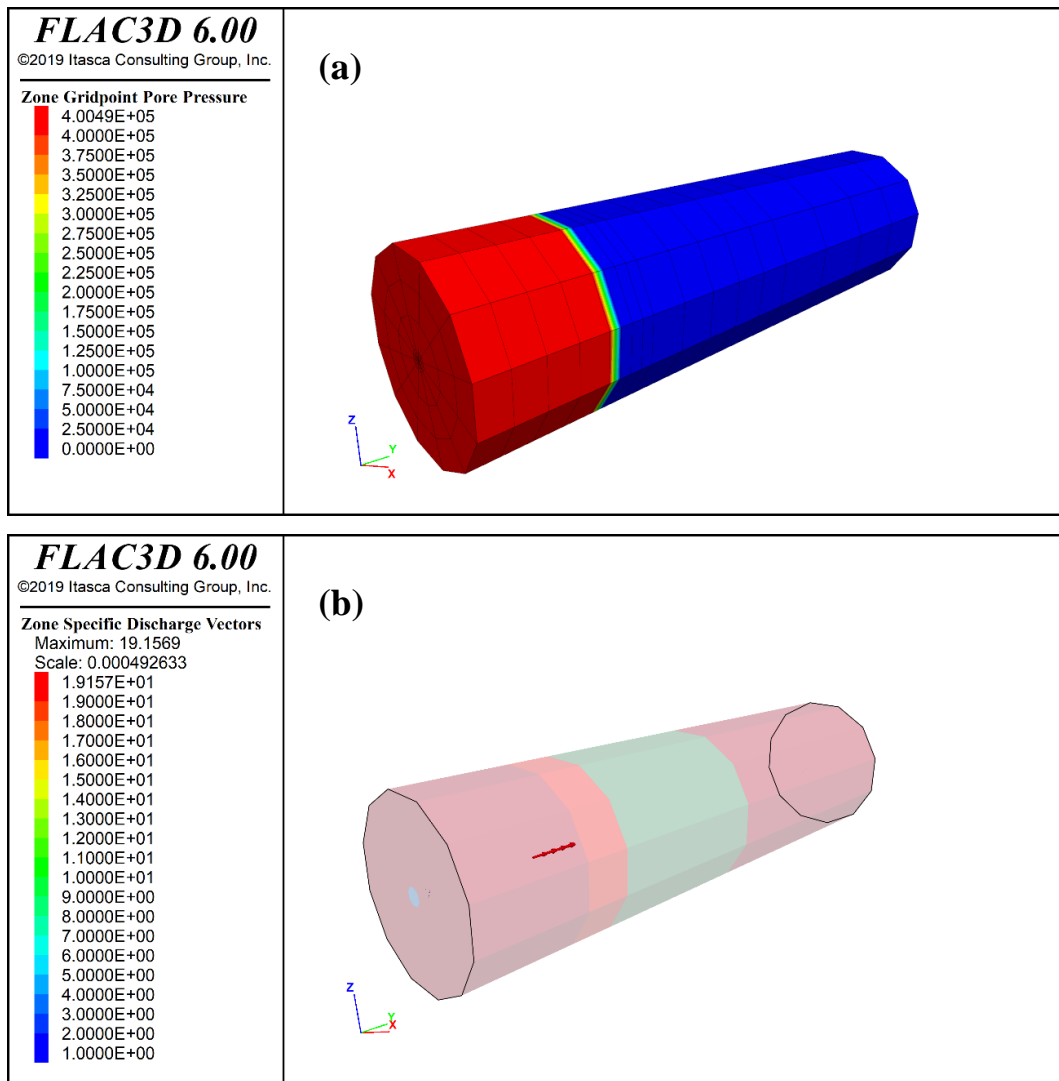 FLAC3D 6.00
©2019 Itasca Consulting Group, Inc.
Zone Gridpoint Pore Pressure
4.0049E+05
4.0000E+05
3.7500E+05
3.5000E+05
3.2500E+05
3.0000E+05
2.7500E+05
2.5000E+05
2.2500E+05
2.0000E+05
1.7500E+05
1.5000E+05
1.2500E+05
1.0000E+05
7.5000E+04
5.0000E+04
2.5000E+04
0.0000E+00
(a)
Z
Y
X
FLAC3D 6.00
©2019 Itasca Consulting Group, Inc.
Zone Specific Discharge Vectors
Maximum: 19.1569
Scale: 0.000492633
1.9157E+01
1.9000E+01
1.8000E+01
1.7000E+01
1.6000E+01
1.5000E+01
1.4000E+01
1.3000E+01
1.2000E+01
1.1000E+01
1.0000E+01
9.0000E+00
8.0000E+00
7.0000E+00
6.0000E+00
5.0000E+00
4.0000E+00
3.0000E+00
2.0000E+00
1.0000E+00
(b)
Z
Y
X